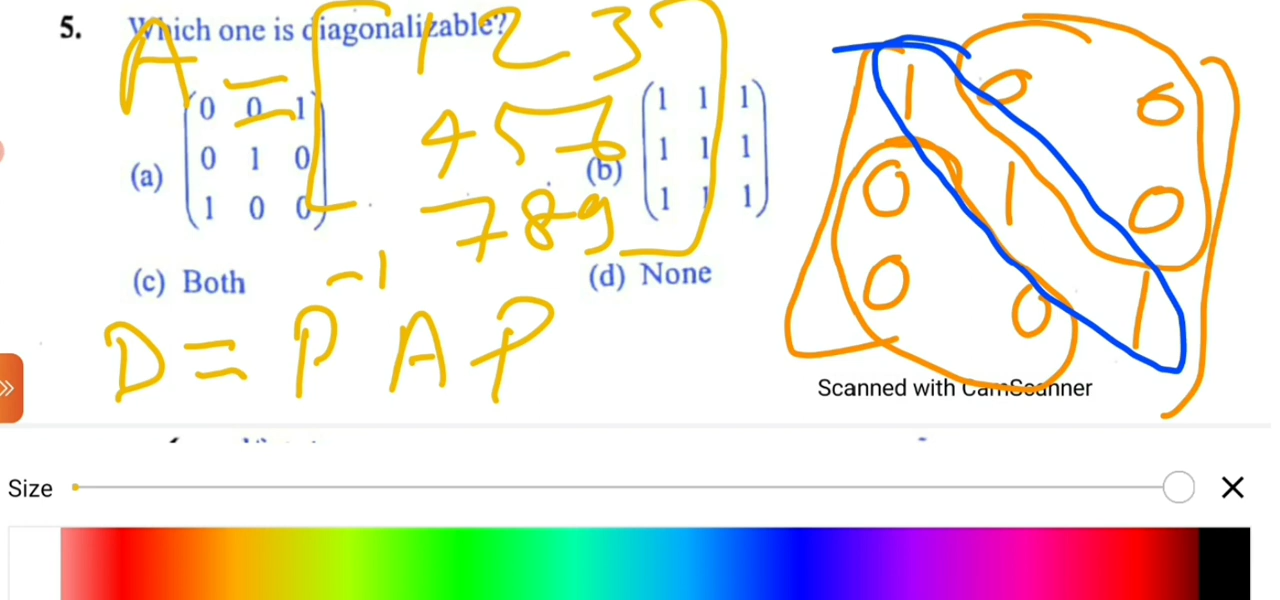 5. Which one is diagonalizable?
A = [1 2 3
4 5 6
7 8 9]
(a) (0 0 1
0 1 0
1 0 0)
(b) (1 1 1
1 1 1
1 1 1)
(c) Both
(d) None
D = P⁻¹ A P
1 0 0
0 1 0
0 0 1
Scanned with CamScanner
Size